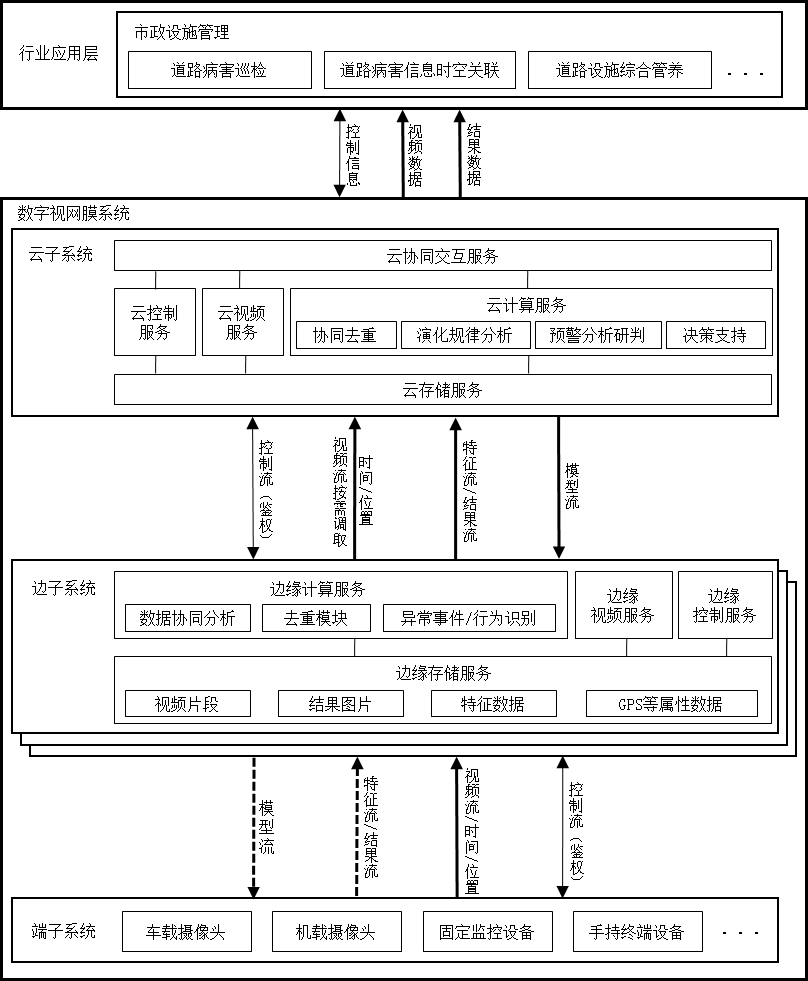 市政设施管理
行业应用层
道路病害巡检
道路病害信息时空关联
道路设施综合管养
. . .
控制信息
视频数据
结果数据
数字视网膜系统
云子系统
云协同交互服务
云控制
服务
云视频
服务
云计算服务
协同去重
演化规律分析
预警分析研判
决策支持
云存储服务
控制流（鉴权）
视频流按需调取
时间/位置
特征流/结果流
模型流
边子系统
边缘计算服务
数据协同分析
去重模块
异常事件/行为识别
边缘
视频服务
边缘
控制服务
边缘存储服务
视频片段
结果图片
特征数据
GPS等属性数据
模型流
特征流/结果流
视频流/时间/位置
控制流（鉴权）
端子系统
车载摄像头
机载摄像头
固定监控设备
手持终端设备
. . .